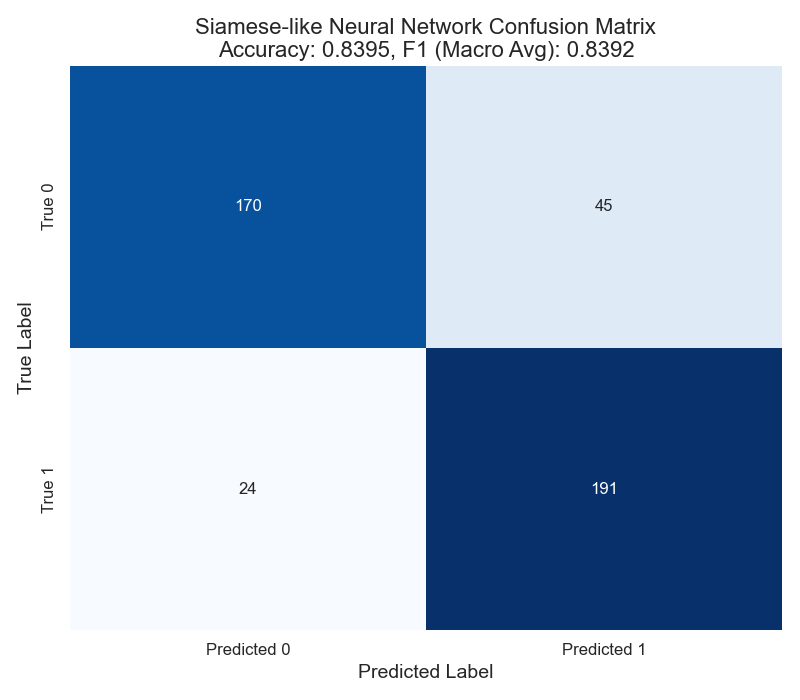 Siamese-like Neural Network Confusion Matrix
Accuracy: 0.8395, F1 (Macro Avg): 0.8392
True Label
True 0
170
45
True 1
24
191
Predicted 0
Predicted 1
Predicted Label